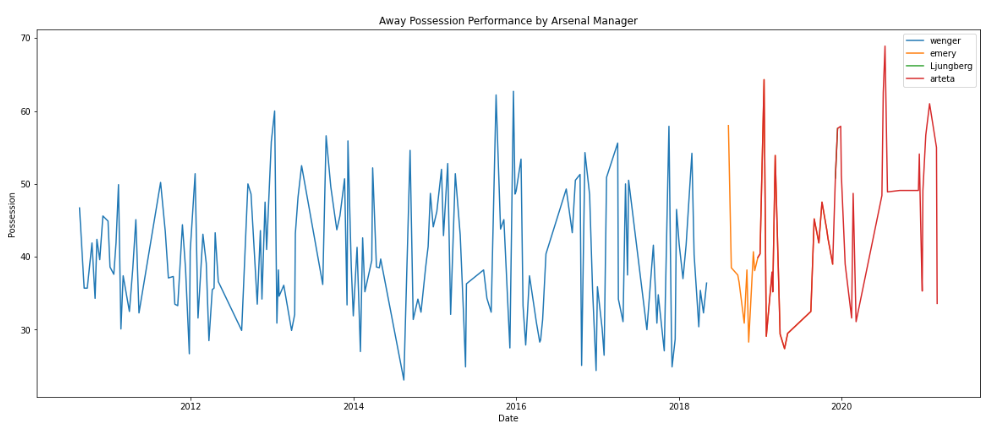 Away Possession Performance by Arsenal Manager
70
60
50
40
30
Possession
wenger
emery
Ljungberg
arteta
2012
2014
2016
2018
2020
Date